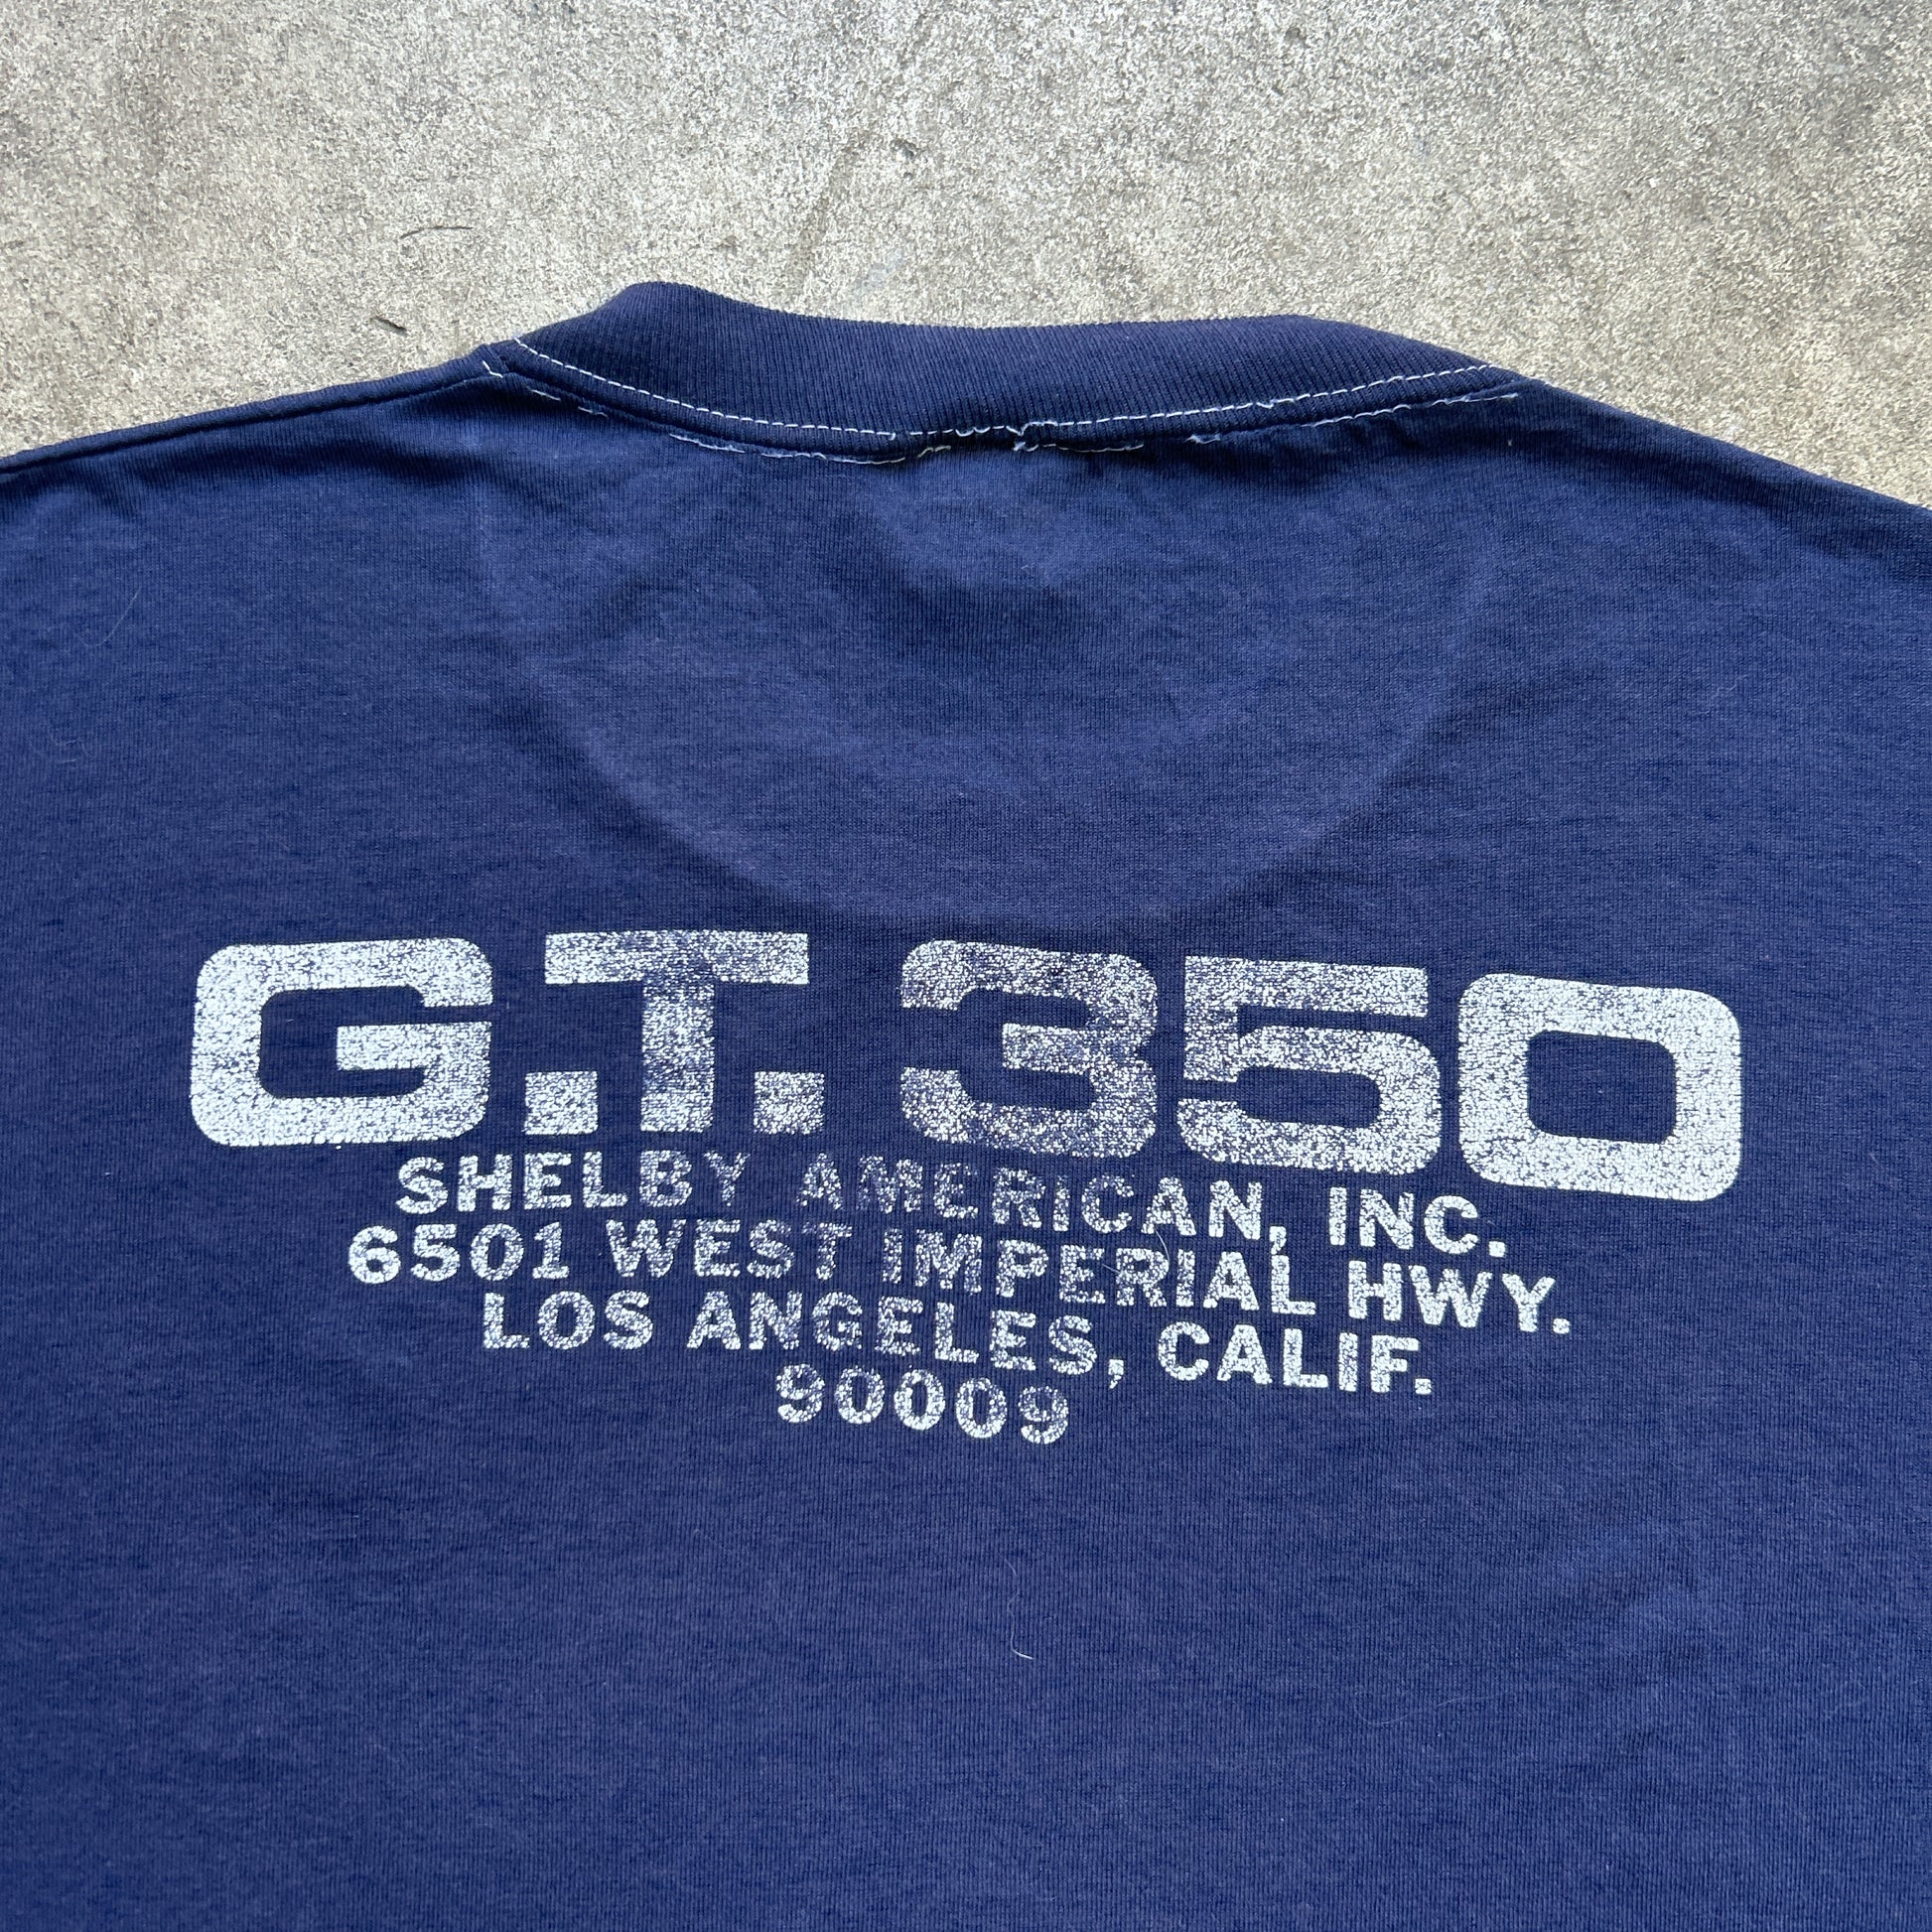 G.T. 350
SHELBY AMERICAN, INC.
6501 WEST IMPERIAL HWY.
LOS ANGELES, CALIF.
90009